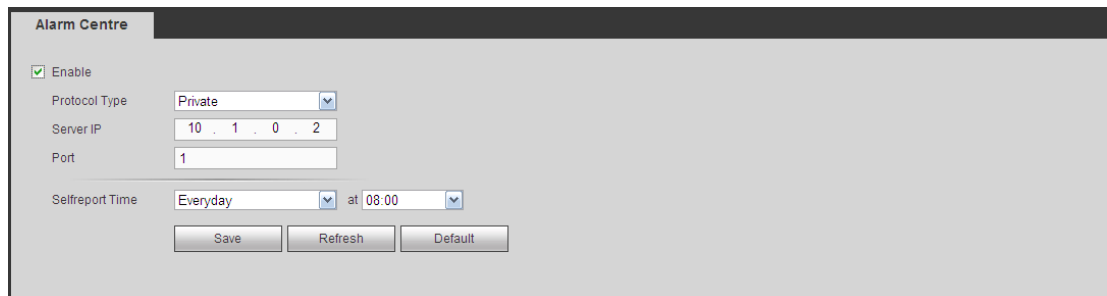 Alarm Centre
Enable
Protocol Type Private
Server IP 10 . 1 . 0 . 2
Port 1
Selfreport Time Everyday at 08:00
Save Refresh Default